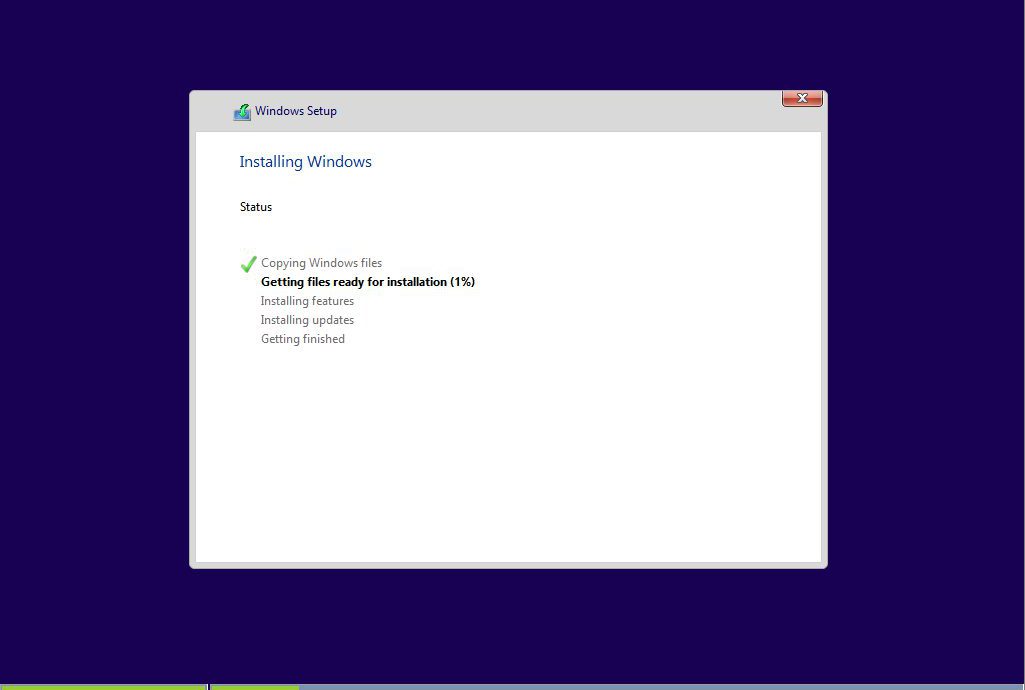 Windows Setup
Installing Windows
Status
Copying Windows files
Getting files ready for installation (1%)
Installing features
Installing updates
Getting finished